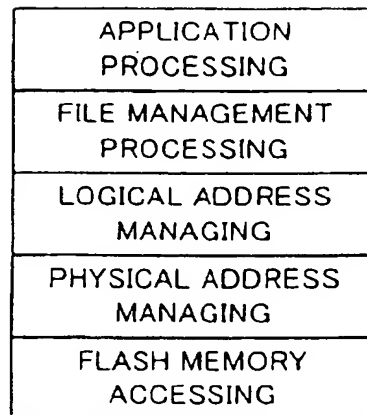 APPLICATION
PROCESSING
FILE MANAGEMENT
PROCESSING
LOGICAL ADDRESS
MANAGING
PHYSICAL ADDRESS
MANAGING
FLASH MEMORY
ACCESSING